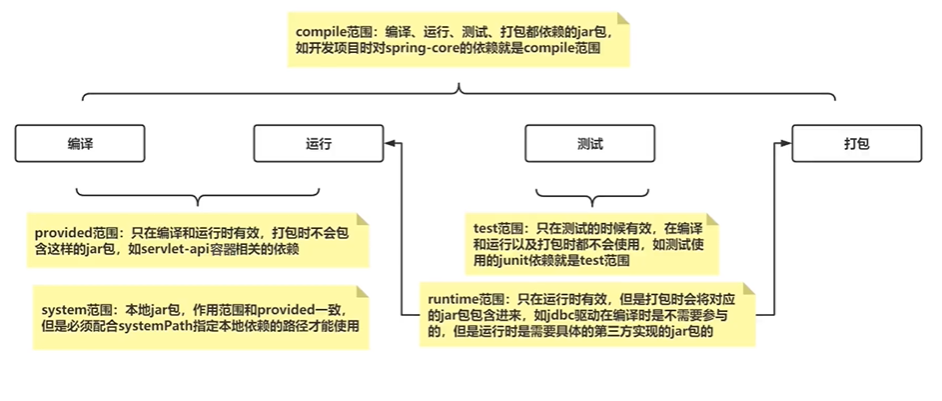 compile范围：编译、运行、测试、打包都依赖的jar包，
如开发项目时对spring-core的依赖就是compile范围
编译
运行
测试
打包
provided范围：只在编译和运行时有效，打包时不会包
含这样的jar包，如servlet-api容器相关的依赖
test范围：只在测试的时候有效，在编译
和运行以及打包时都不会使用，如测试使
用的junit依赖就是test范围
system范围：本地jar包，作用范围和provided一致，
但是必须配合systemPath指定本地依赖的路径才能使用
runtime范围：只在运行时有效，但是打包时会将对应
的jar包包含进来，如jdbc驱动在编译时是不需要参与
的，但是运行时是需要具体的第三方实现的jar包的